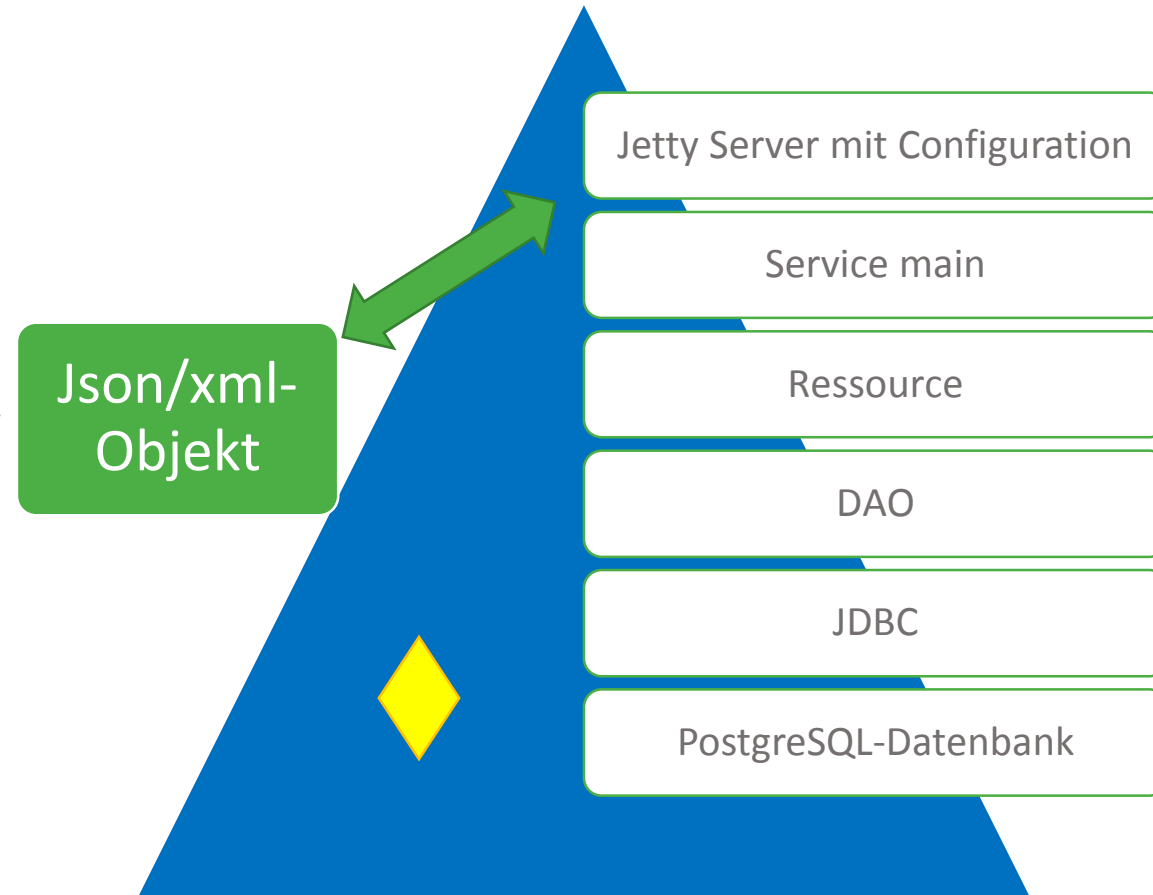 Jetty Server mit Configuration
Service main
Json/xml-
Objekt
Ressource
DAO
JDBC
PostgreSQL-Datenbank